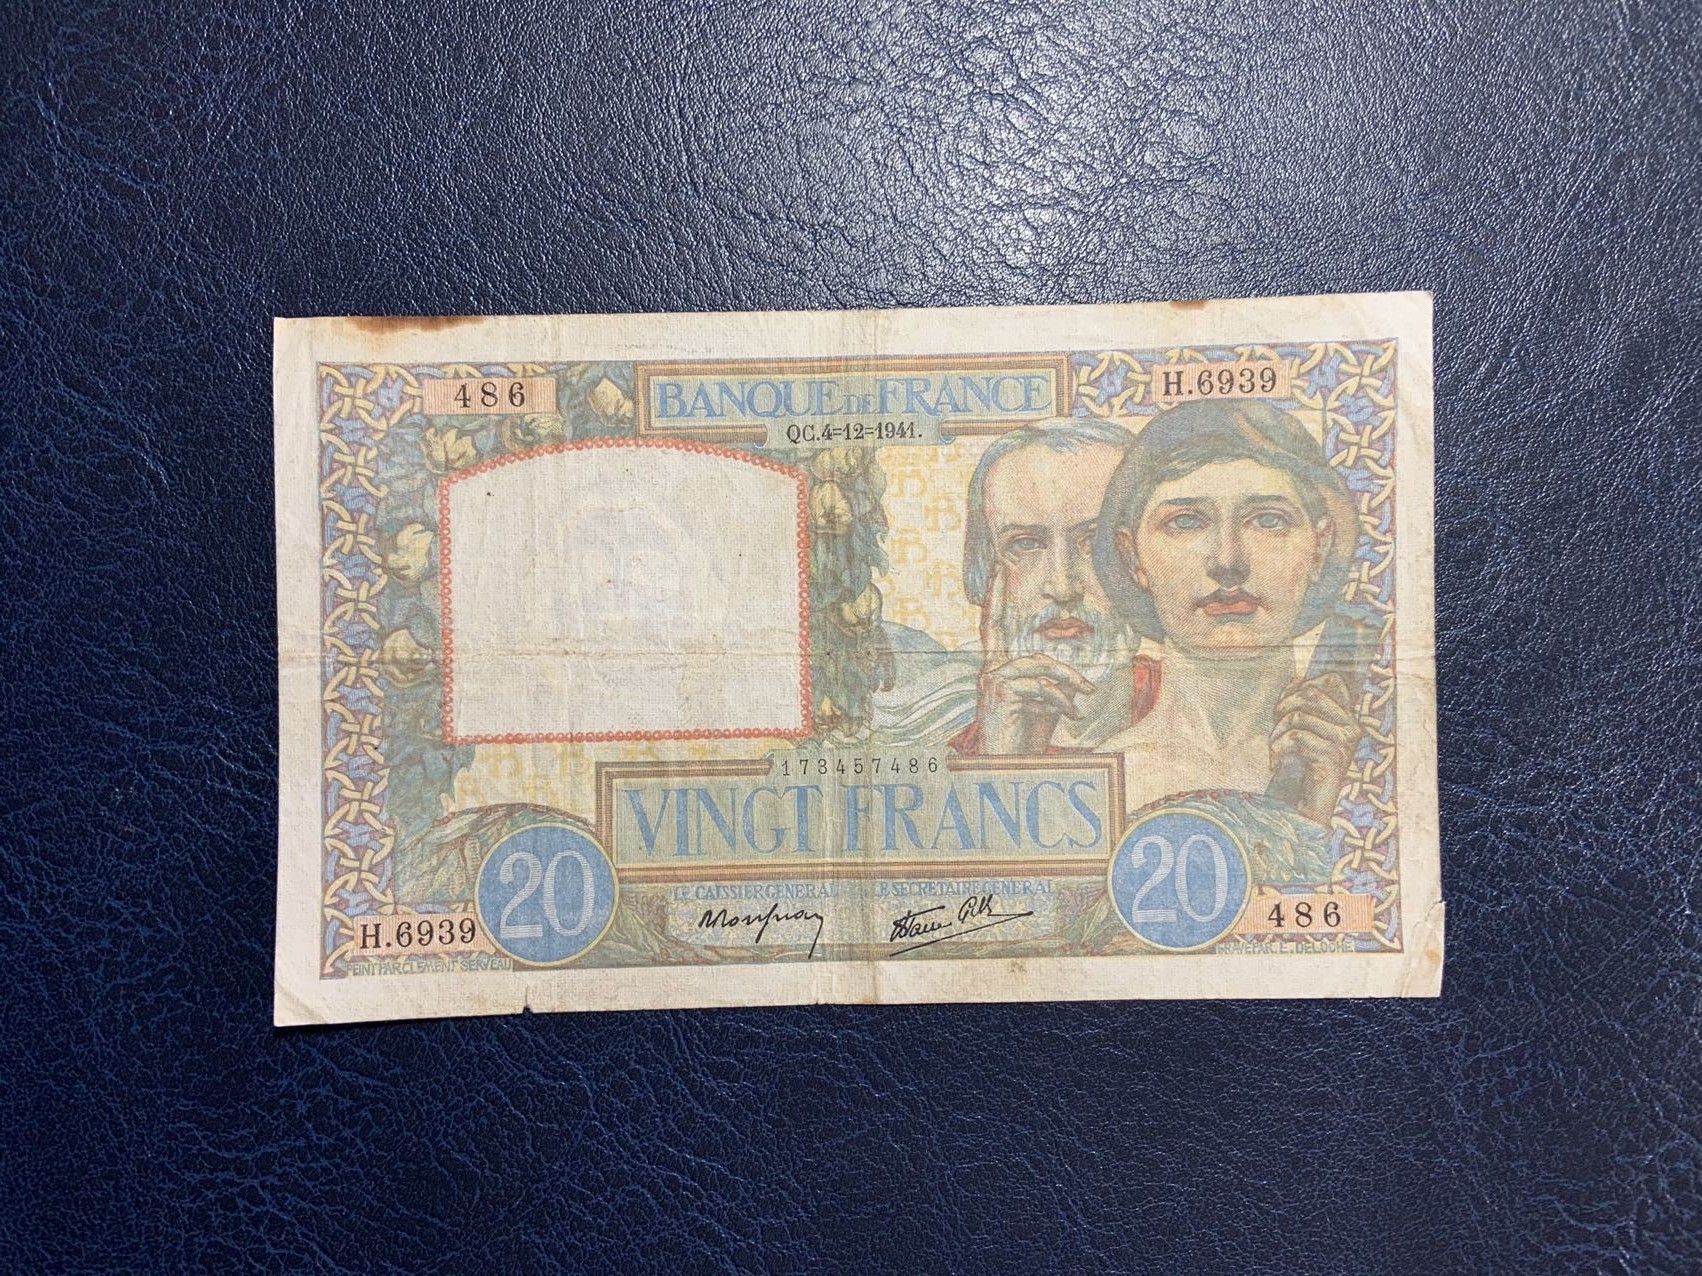 486
BANQUE DE FRANCE
H.6939
QC.4=12=1941.
173457486
VINGT FRANCS
20
20
LE CAISSIER GENERAL
LE SECRETAIRE GENERAL
H.6939
486
PEINT PAR CLEMENT SERVEAU
GRAVE PAR E. DELOCHE